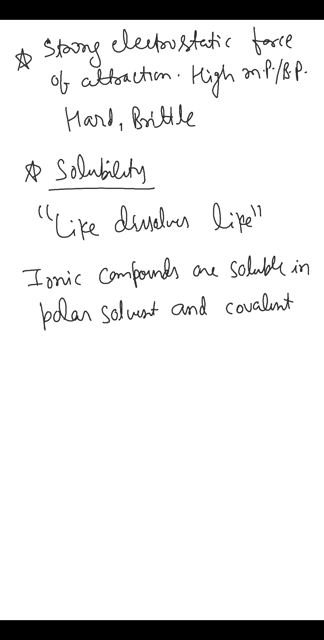 ☆ Strong electrostatic force
of attraction. High m.p./B.P.
Hard, Brittle
☆ Solubility
"Like dissolves like"
Ionic compounds are soluble in
polar solvent and covalent